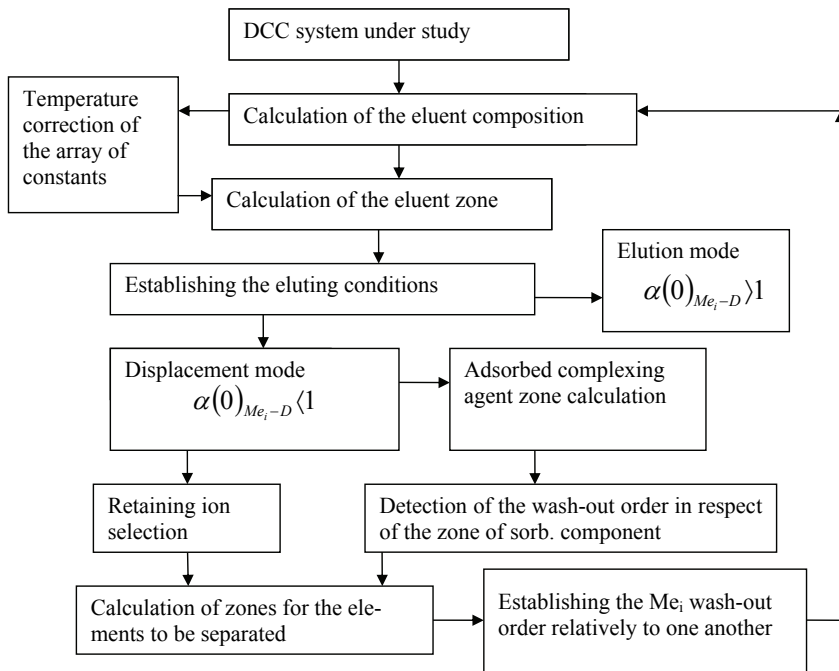 DCC system under study
Temperature
correction of
the array of
constants
Calculation of the eluent composition
Calculation of the eluent zone
Establishing the eluting conditions
Elution mode
α(0)Meᵢ−D⟩1
Displacement mode
α(0)Meᵢ−D⟨1
Adsorbed complexing
agent zone calculation
Retaining ion
selection
Detection of the wash-out order in respect
of the zone of sorb. component
Calculation of zones for the ele-
ments to be separated
Establishing the Meᵢ wash-out
order relatively to one another